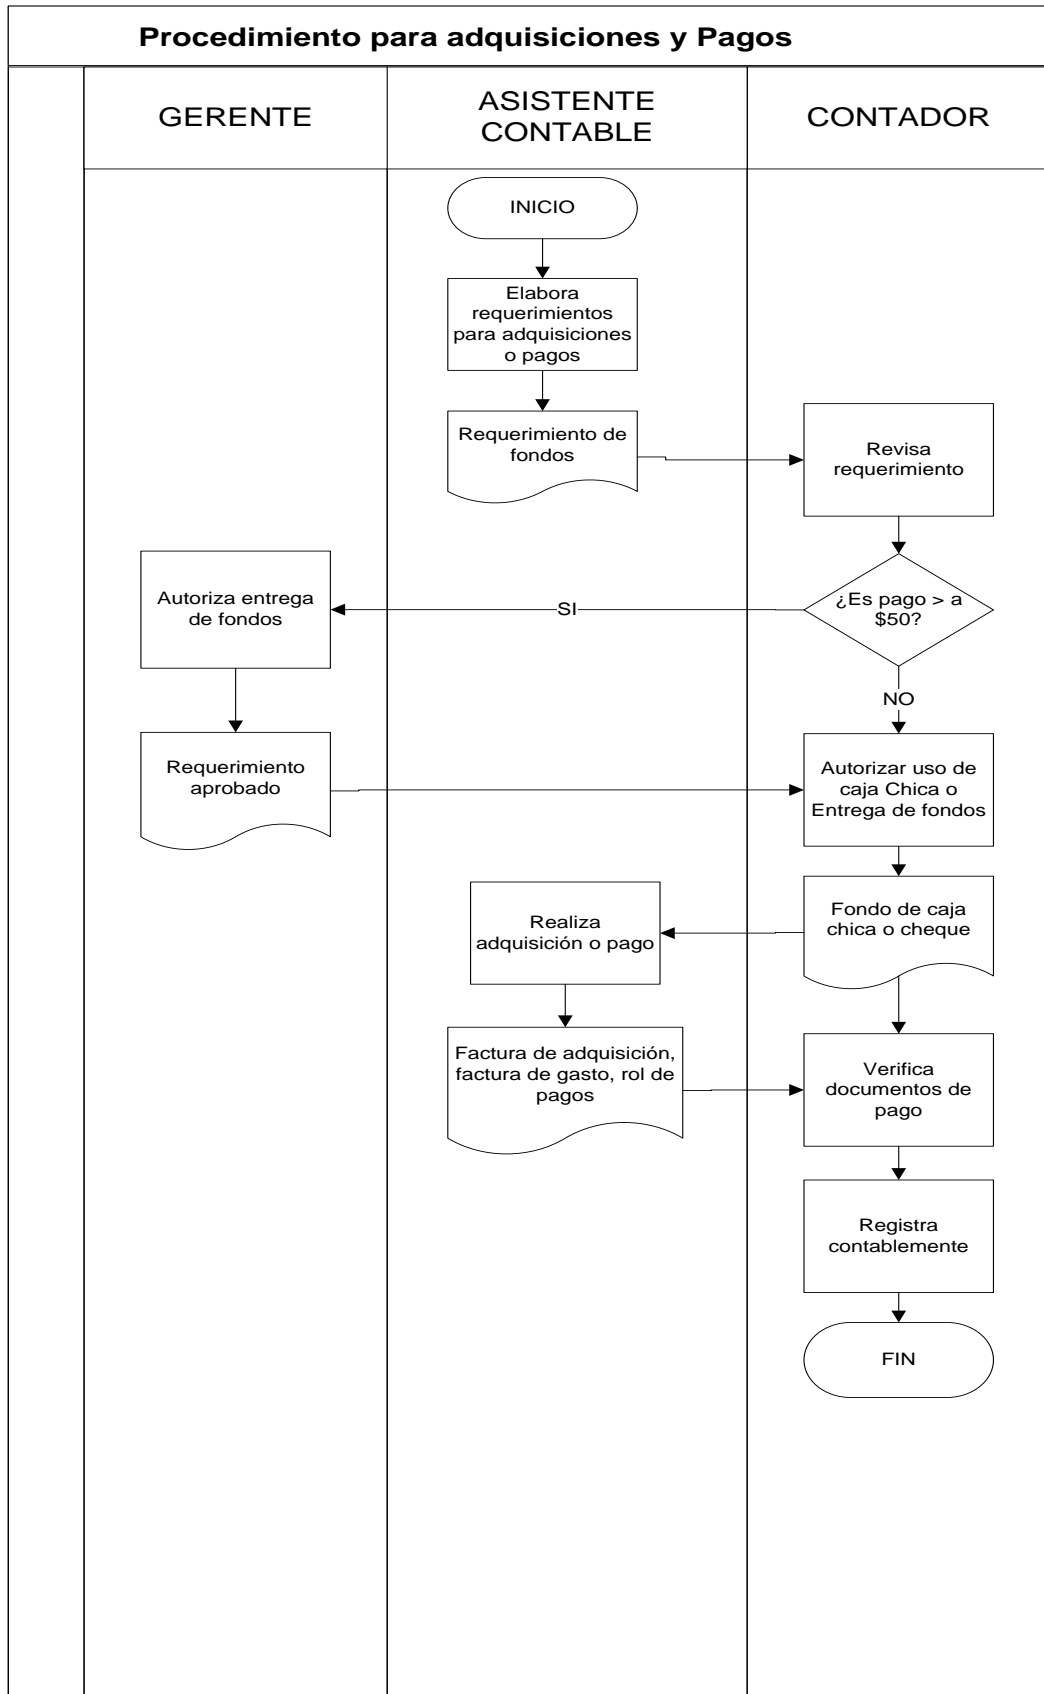 Procedimiento para adquisiciones y Pagos
GERENTE
ASISTENTE
CONTABLE
CONTADOR
INICIO
Elabora
requerimientos
para adquisiciones
o pagos
Requerimiento de
fondos
Revisa
requerimiento
¿Es pago > a
$50?
SI
Autoriza entrega
de fondos
NO
Requerimiento
aprobado
Autorizar uso de
caja Chica o
Entrega de fondos
Fondo de caja
chica o cheque
Realiza
adquisición o pago
Factura de adquisición,
factura de gasto, rol de
pagos
Verifica
documentos de
pago
Registra
contablemente
FIN